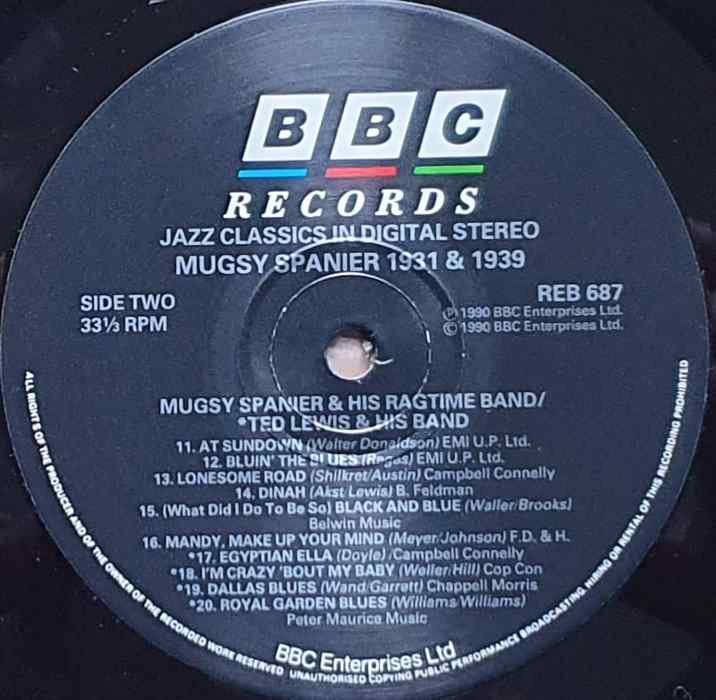 BBC
RECORDS
JAZZ CLASSICS IN DIGITAL STEREO
MUGSY SPANIER 1931 & 1939
SIDE TWO
33⅓ RPM
REB 687
Ⓟ 1990 BBC Enterprises Ltd.
© 1990 BBC Enterprises Ltd.
MUGSY SPANIER & HIS RAGTIME BAND/
*TED LEWIS & HIS BAND
11. AT SUNDOWN (Walter Donaldson) EMI U.P. Ltd.
12. BLUIN' THE BLUES (Ragas) EMI U.P. Ltd.
13. LONESOME ROAD (Shilkret/Austin) Campbell Connelly
14. DINAH (Akst Lewis) B. Feldman
15. (What Did I Do To Be So) BLACK AND BLUE (Waller/Brooks)
Belwin Music
16. MANDY, MAKE UP YOUR MIND (Meyer/Johnson) F.D. & H.
*17. EGYPTIAN ELLA (Doyle) Campbell Connelly
*18. I'M CRAZY 'BOUT MY BABY (Waller/Hill) Cop Con
*19. DALLAS BLUES (Wand/Garrett) Chappell Morris
*20. ROYAL GARDEN BLUES (Williams/Williams)
Peter Maurice Music
BBC Enterprises Ltd
ALL RIGHTS OF THE PRODUCER AND OF THE OWNER OF THE RECORDED WORK RESERVED UNAUTHORISED COPYING PUBLIC PERFORMANCE BROADCASTING HIRING OR RENTAL OF THIS RECORDING PROHIBITED